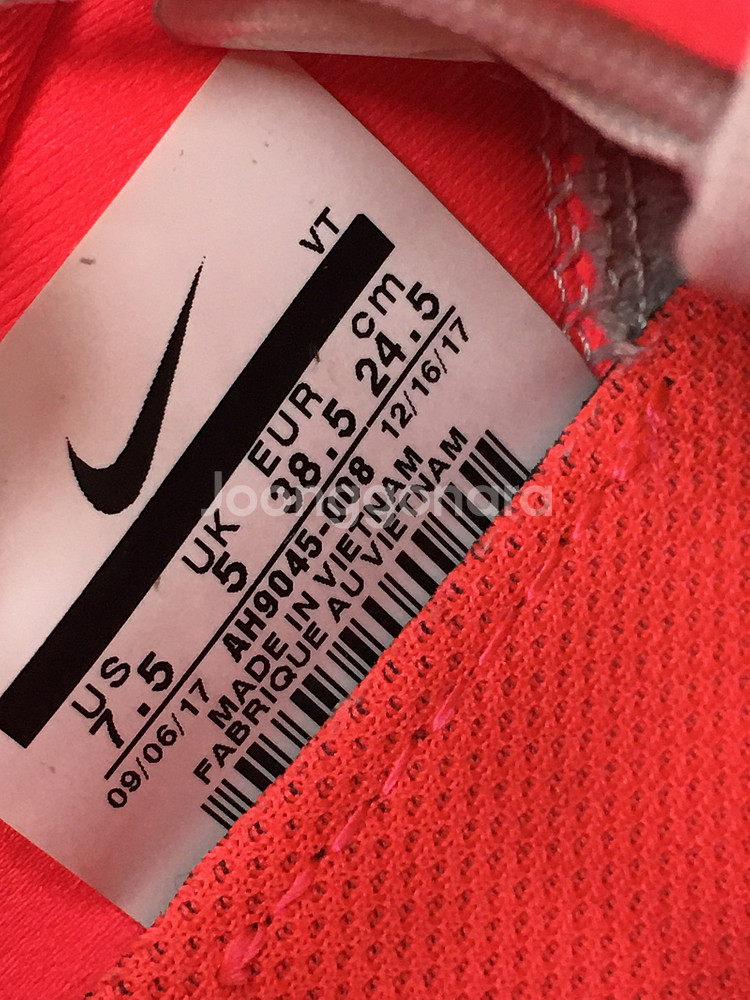 VT
US UK EUR cm
7.5 5 38.5 24.5
09/06/17 AH9045-008 12/16/17
MADE IN VIETNAM
FABRIQUE AU VIETNAM
Joonggonara